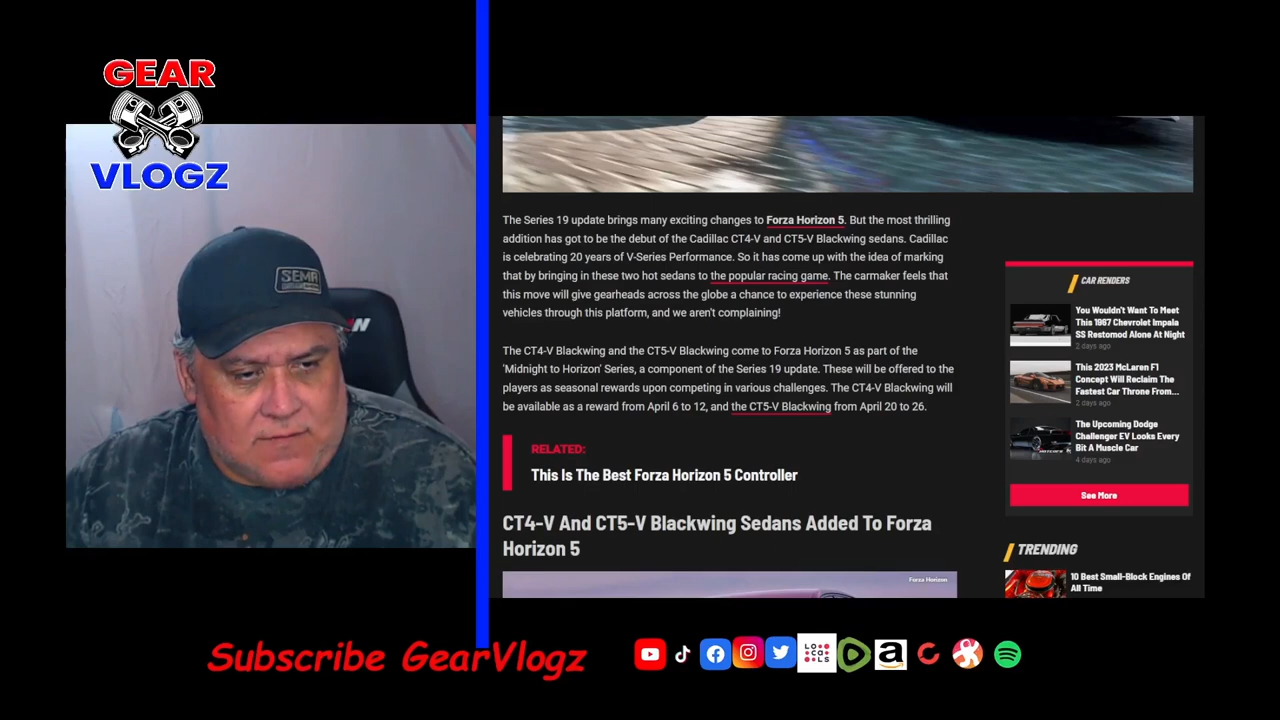 GEAR
VLOGZ
SEMA
The Series 19 update brings many exciting changes to Forza Horizon 5. But the most thrilling
addition has got to be the debut of the Cadillac CT4-V and CT5-V Blackwing sedans. Cadillac
is celebrating 20 years of V-Series Performance. So it has come up with the idea of marking
that by bringing in these two hot sedans to the popular racing game. The carmaker feels that
this move will give gearheads across the globe a chance to experience these stunning
vehicles through this platform, and we aren't complaining!
The CT4-V Blackwing and the CT5-V Blackwing come to Forza Horizon 5 as part of the
'Midnight to Horizon' Series, a component of the Series 19 update. These will be offered to the
players as seasonal rewards upon competing in various challenges. The CT4-V Blackwing will
be available as a reward from April 6 to 12, and the CT5-V Blackwing from April 20 to 26.
RELATED:
This Is The Best Forza Horizon 5 Controller
CT4-V And CT5-V Blackwing Sedans Added To Forza
Horizon 5
Forza Horizon
CAR RENDERS
You Wouldn't Want To Meet
This 1967 Chevrolet Impala
SS Restomod Alone At Night
2 days ago
This 2023 McLaren F1
Concept Will Reclaim The
Fastest Car Throne From...
2 days ago
The Upcoming Dodge
Challenger EV Looks Every
Bit A Muscle Car
4 days ago
See More
TRENDING
10 Best Small-Block Engines Of
All Time
Subscribe GearVlogz
LOCALS